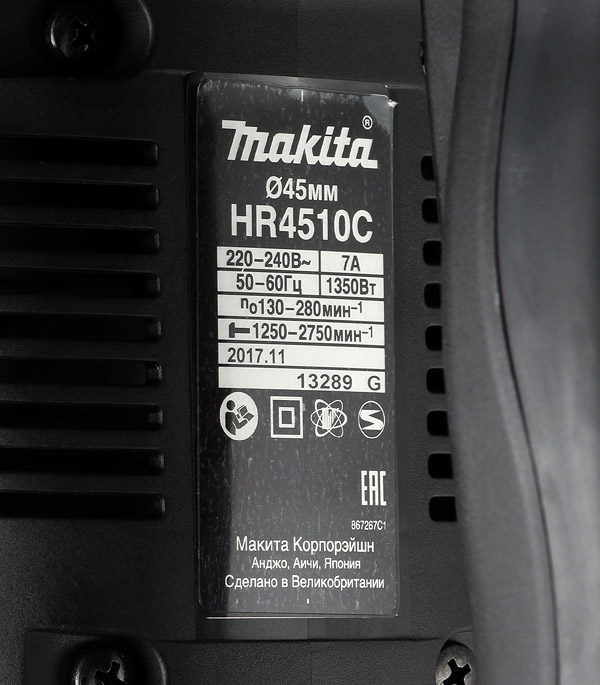 makita®
Ø45мм
HR4510C
220–240В~ 7А
50–60Гц 1350Вт
n₀130–280мин⁻¹
1250–2750мин⁻¹
2017.11
13289 G
EAC
867267C1
Макита Корпорэйшн
Анджо, Аичи, Япония
Сделано в Великобритании